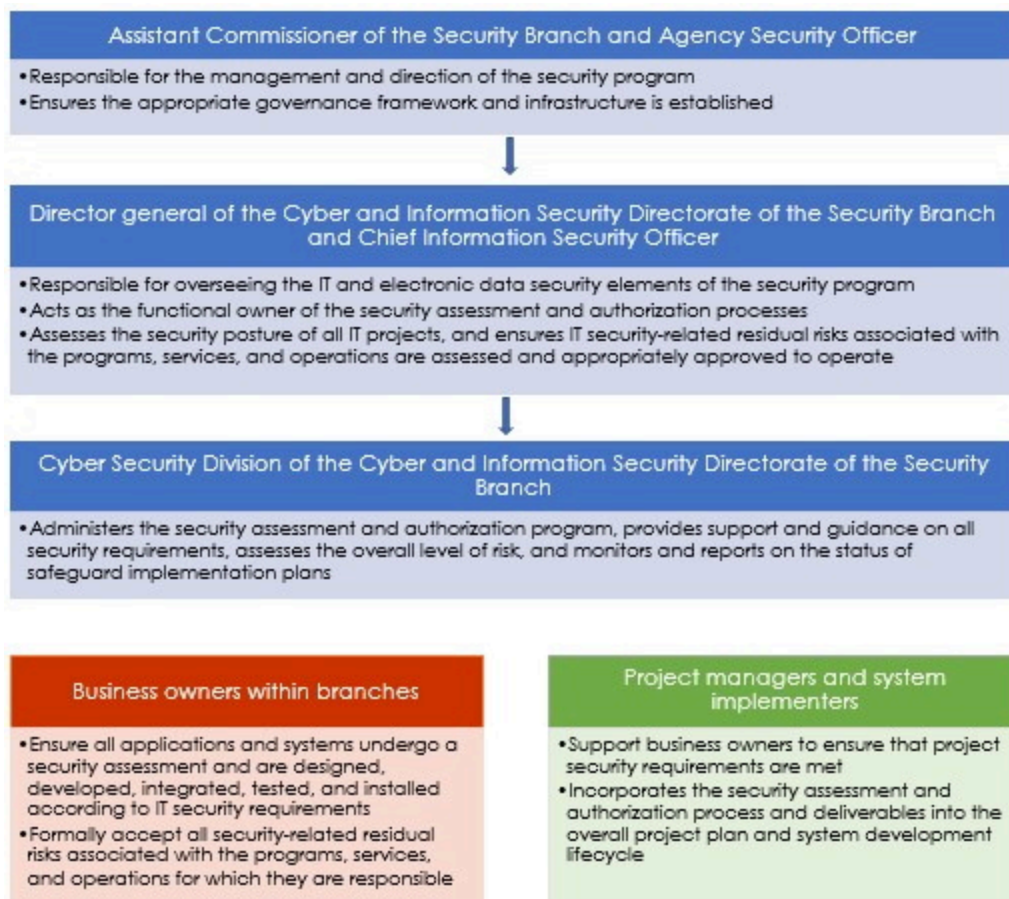 Assistant Commissioner of the Security Branch and Agency Security Officer
•Responsible for the management and direction of the security program
•Ensures the appropriate governance framework and infrastructure is established
Director general of the Cyber and Information Security Directorate of the Security Branch
and Chief Information Security Officer
•Responsible for overseeing the IT and electronic data security elements of the security program
•Acts as the functional owner of the security assessment and authorization processes
•Assesses the security posture of all IT projects, and ensures IT security-related residual risks associated with
the programs, services, and operations are assessed and appropriately approved to operate
Cyber Security Division of the Cyber and Information Security Directorate of the Security
Branch
•Administers the security assessment and authorization program, provides support and guidance on all
security requirements, assesses the overall level of risk, and monitors and reports on the status of
safeguard implementation plans
Business owners within branches
•Ensure all applications and systems undergo a
security assessment and are designed,
developed, integrated, tested, and installed
according to IT security requirements
•Formally accept all security-related residual
risks associated with the programs, services,
and operations for which they are responsible
Project managers and system
implementers
•Support business owners to ensure that project
security requirements are met
•Incorporates the security assessment and
authorization process and deliverables into the
overall project plan and system development
lifecycle